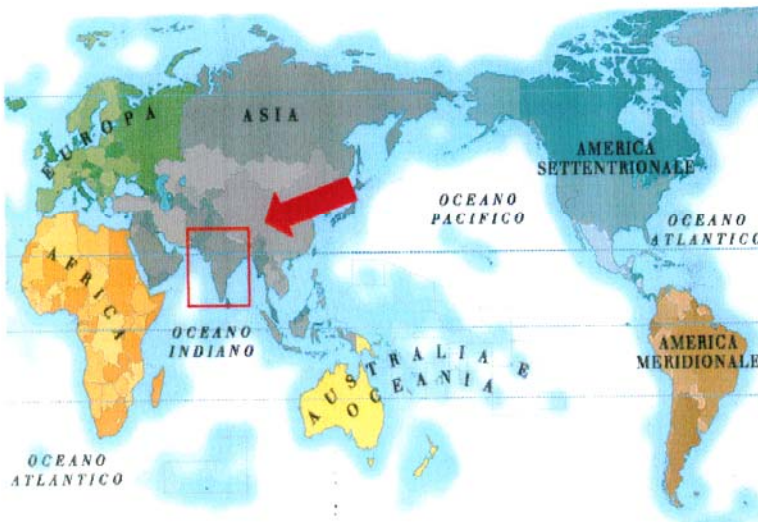 EUROPA
ASIA
AMERICA
SETTENTRIONALE
OCEANO
PACIFICO
OCEANO
ATLANTICO
AFRICA
OCEANO
INDIANO
AUSTRALIA E
OCEANIA
AMERICA
MERIDIONALE
OCEANO
ATLANTICO